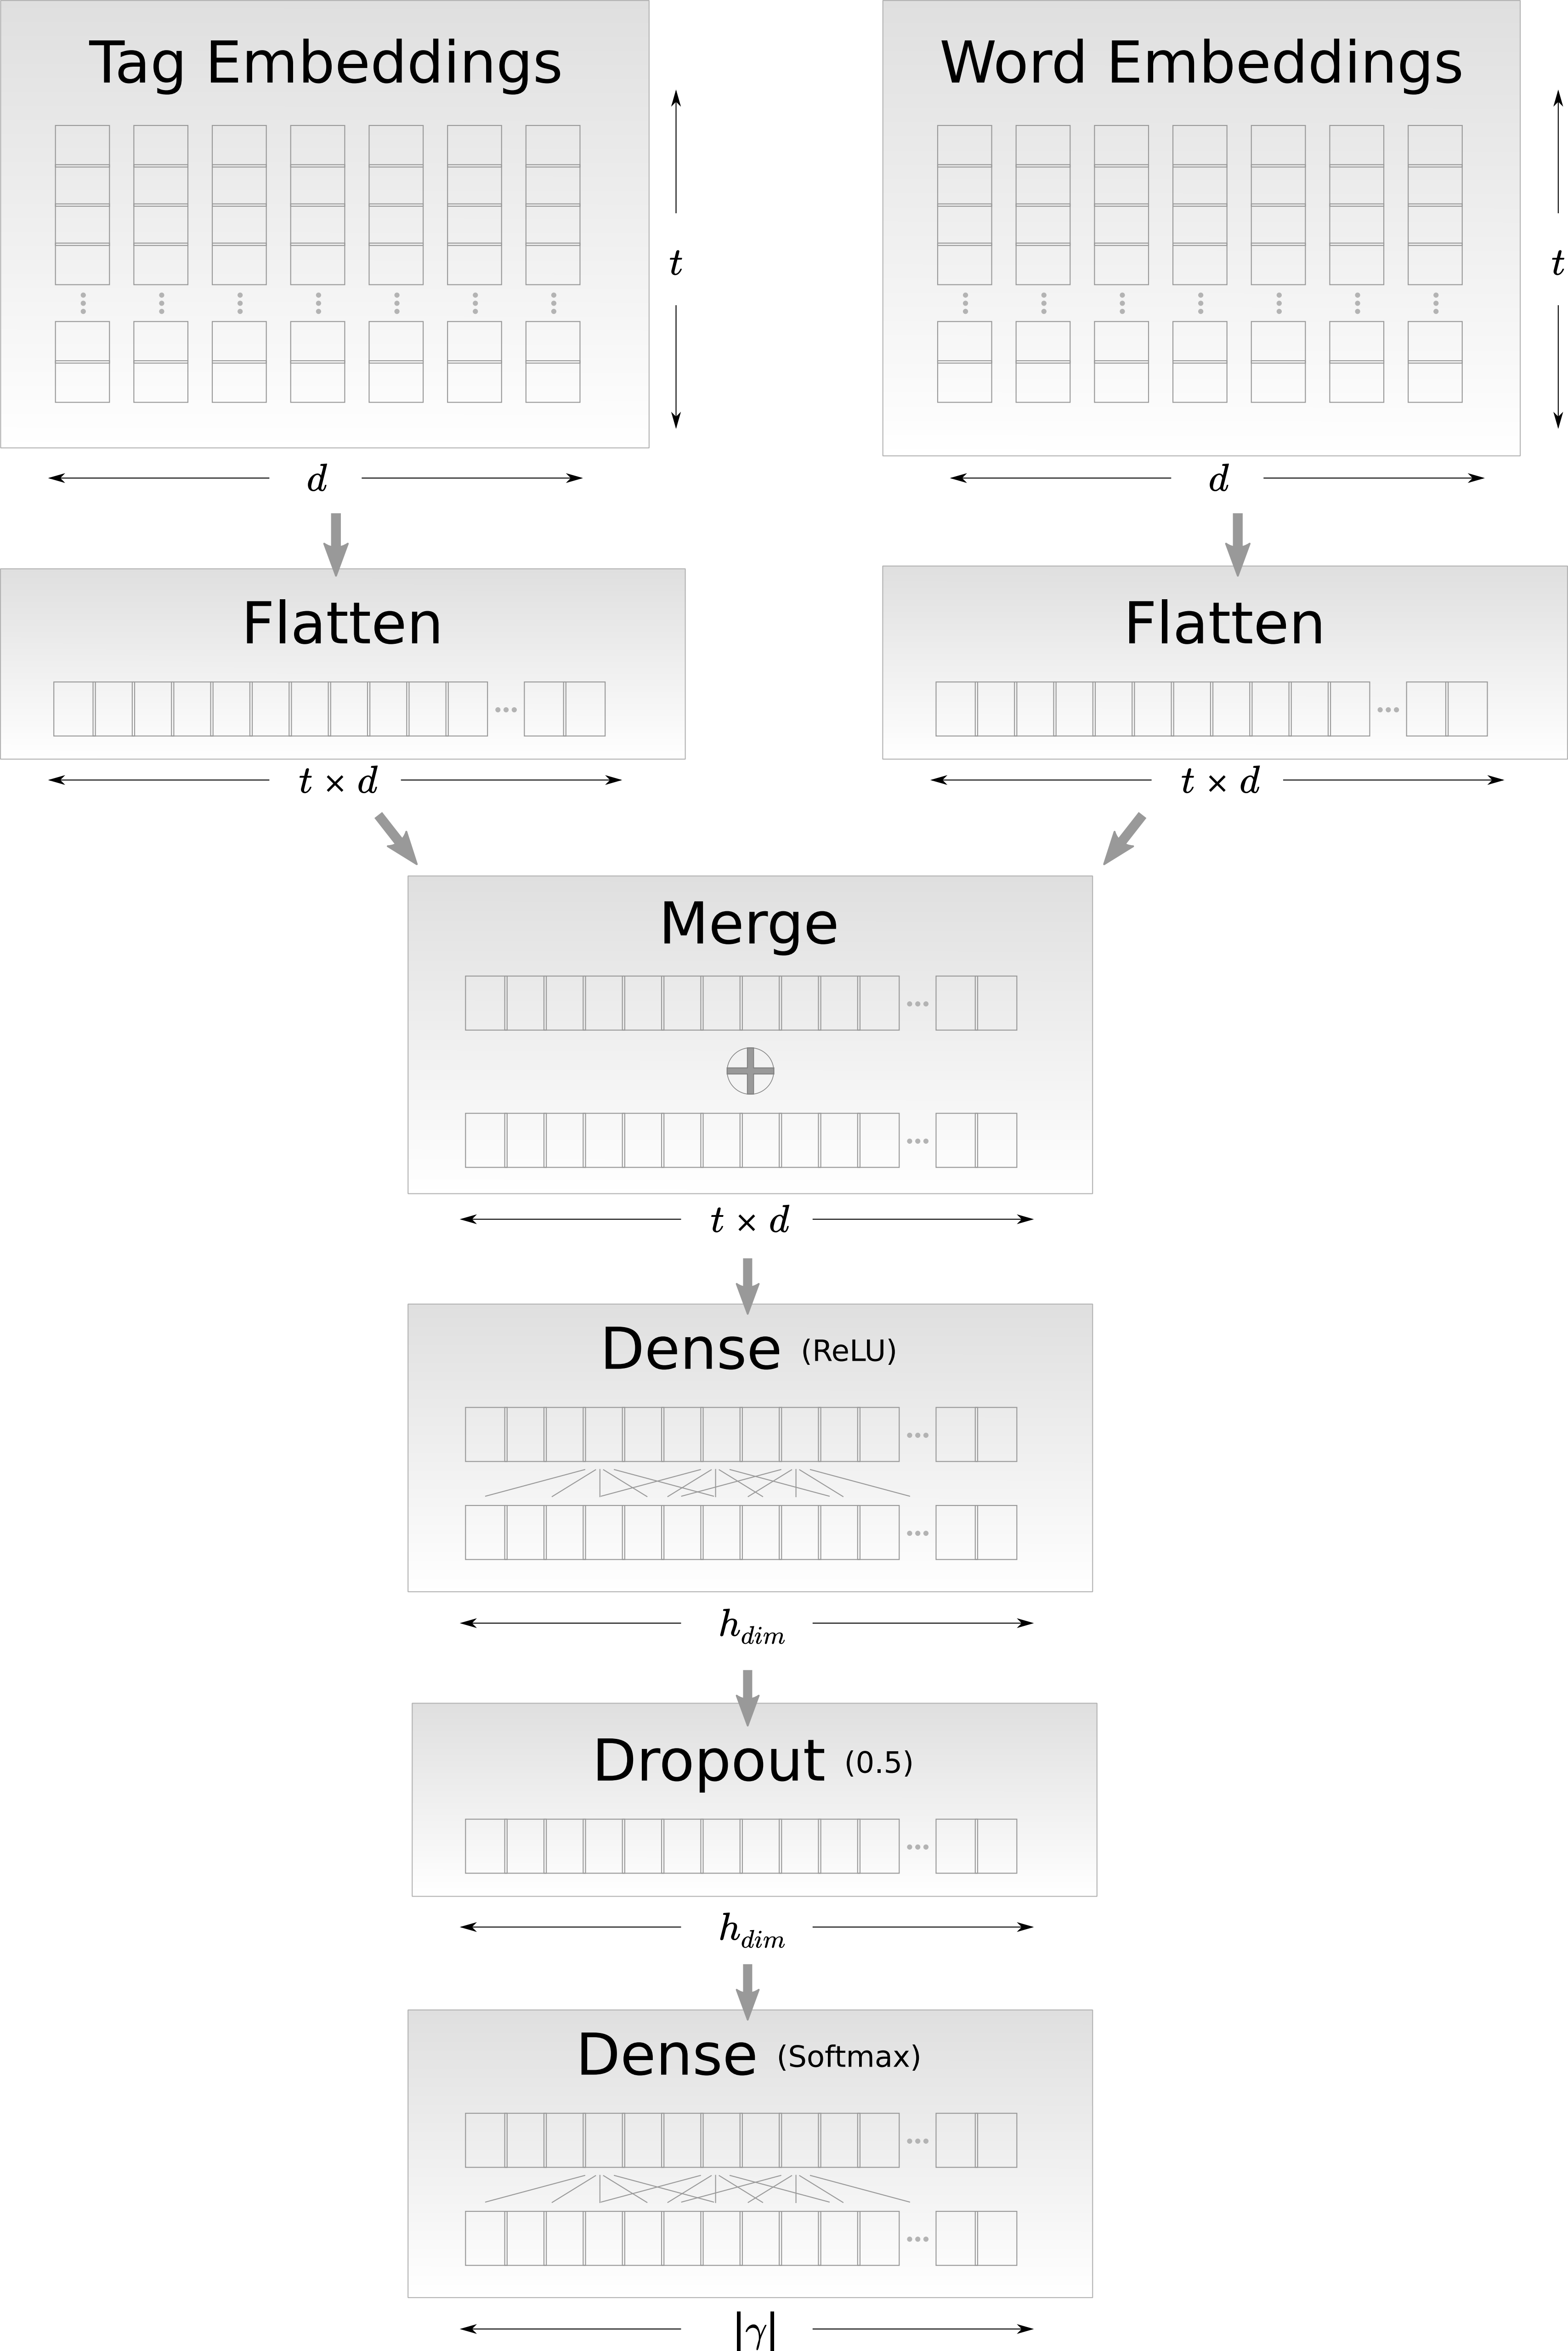 Tag Embeddings
Word Embeddings
t
t
d
d
Flatten
Flatten
t × d
t × d
Merge
t × d
Dense (ReLU)
h_dim
Dropout (0.5)
h_dim
Dense (Softmax)
|γ|